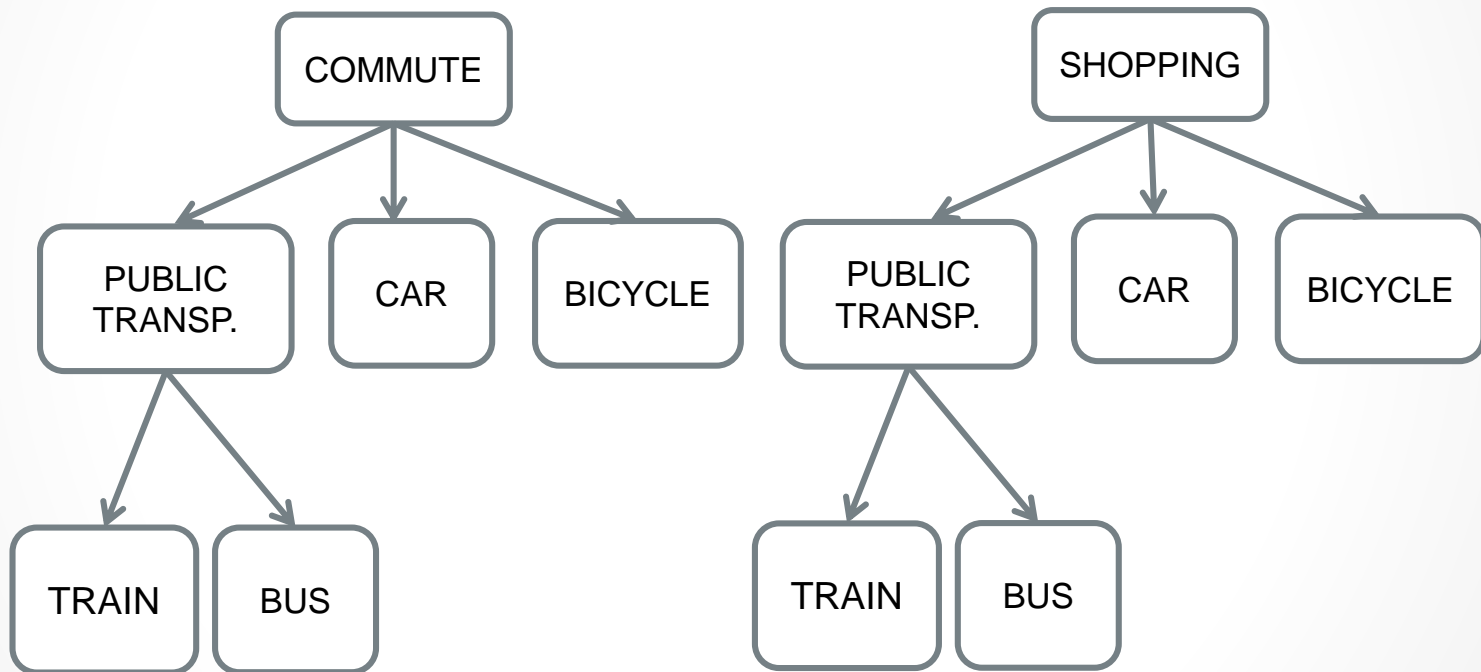 COMMUTE
PUBLIC
TRANSP.
CAR
BICYCLE
TRAIN
BUS
SHOPPING
PUBLIC
TRANSP.
CAR
BICYCLE
TRAIN
BUS